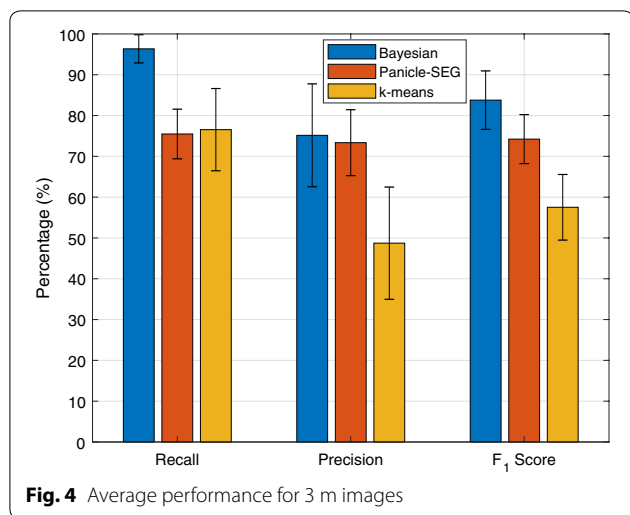 100
90
80
70
60
50
40
30
20
10
0
Percentage (%)
Bayesian
Panicle-SEG
k-means
Recall Precision F1 Score
Fig. 4 Average performance for 3 m images